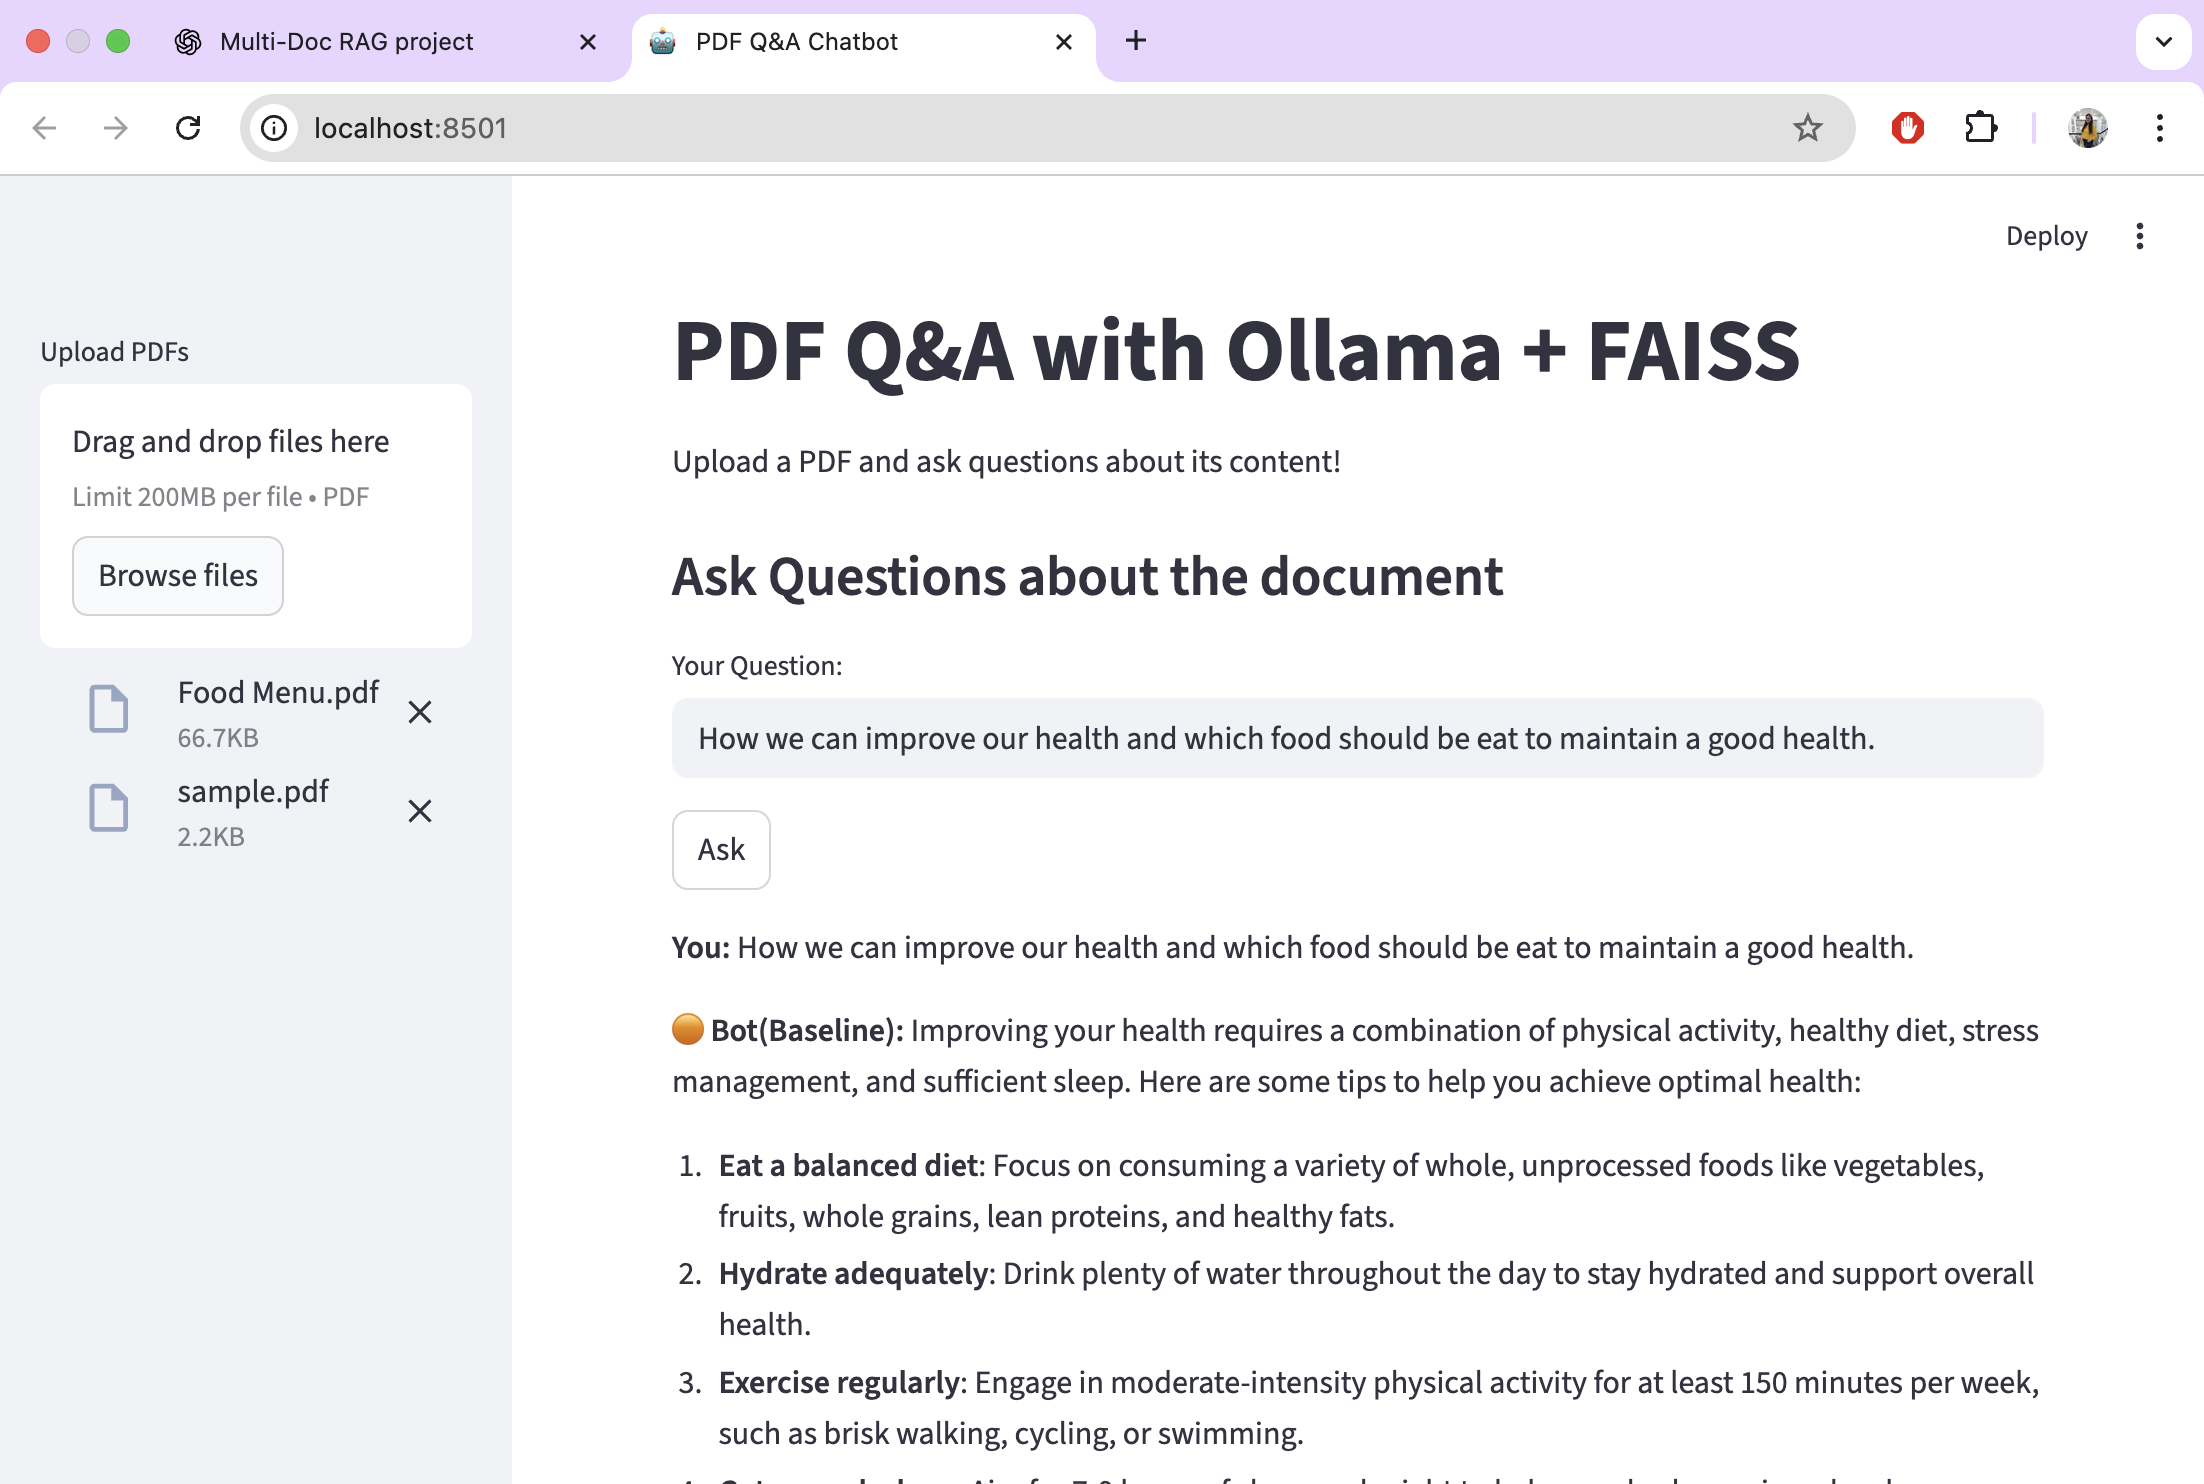 Multi-Doc RAG project
PDF Q&A Chatbot
localhost:8501
Deploy
Upload PDFs
Drag and drop files here
Limit 200MB per file • PDF
Browse files
Food Menu.pdf
66.7KB
sample.pdf
2.2KB
PDF Q&A with Ollama + FAISS
Upload a PDF and ask questions about its content!
Ask Questions about the document
Your Question:
How we can improve our health and which food should be eat to maintain a good health.
Ask
You: How we can improve our health and which food should be eat to maintain a good health.
Bot(Baseline): Improving your health requires a combination of physical activity, healthy diet, stress
management, and sufficient sleep. Here are some tips to help you achieve optimal health:
1. Eat a balanced diet: Focus on consuming a variety of whole, unprocessed foods like vegetables,
fruits, whole grains, lean proteins, and healthy fats.
2. Hydrate adequately: Drink plenty of water throughout the day to stay hydrated and support overall
health.
3. Exercise regularly: Engage in moderate-intensity physical activity for at least 150 minutes per week,
such as brisk walking, cycling, or swimming.